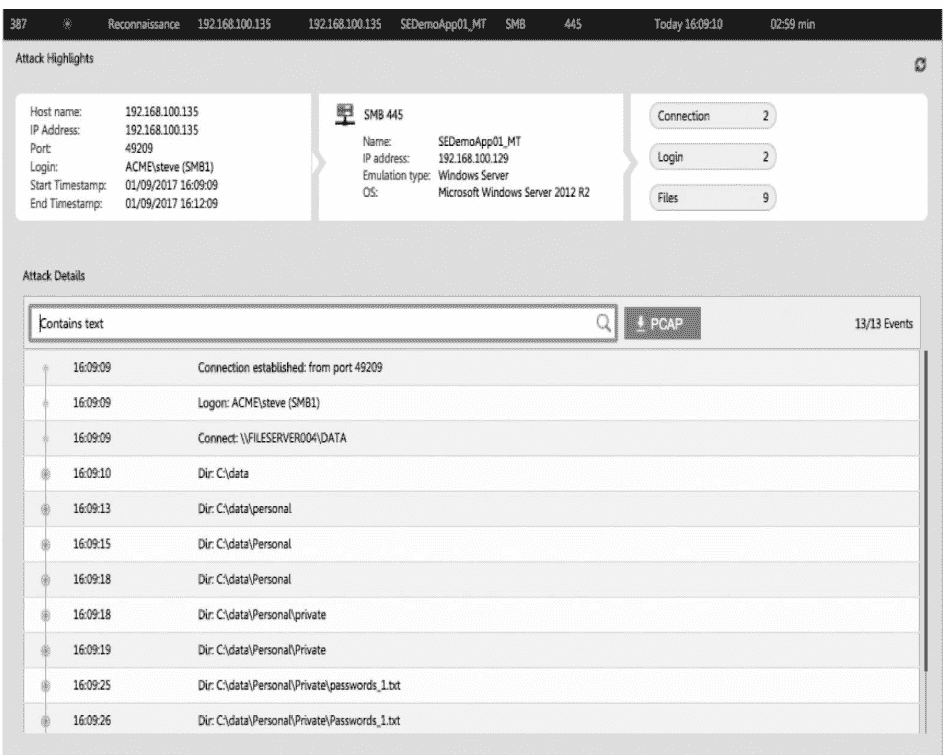 387 Reconnaissance 192.168.100.135 192.168.100.135 SEDemoApp01_MT SMB 445 Today 16:09:10 02:59 min
Attack Highlights
Host name: 192.168.100.135
IP Address: 192.168.100.135
Port: 49209
Login: ACME\steve (SMB1)
Start Timestamp: 01/09/2017 16:09:09
End Timestamp: 01/09/2017 16:12:09
SMB 445
Name: SEDemoApp01_MT
IP address: 192.168.100.129
Emulation type: Windows Server
OS: Microsoft Windows Server 2012 R2
Connection 2
Login 2
Files 9
Attack Details
Contains text
PCAP
13/13 Events
16:09:09 Connection established: from port 49209
16:09:09 Logon: ACME\steve (SMB1)
16:09:09 Connect: \\FILESERVER004\DATA
16:09:10 Dir: C:\data
16:09:13 Dir: C:\data\personal
16:09:15 Dir: C:\data\Personal
16:09:18 Dir: C:\data\Personal
16:09:18 Dir: C:\data\Personal\private
16:09:19 Dir: C:\data\Personal\Private
16:09:25 Dir: C:\data\Personal\Private\passwords_1.txt
16:09:26 Dir: C:\data\Personal\Private\Passwords_1.txt